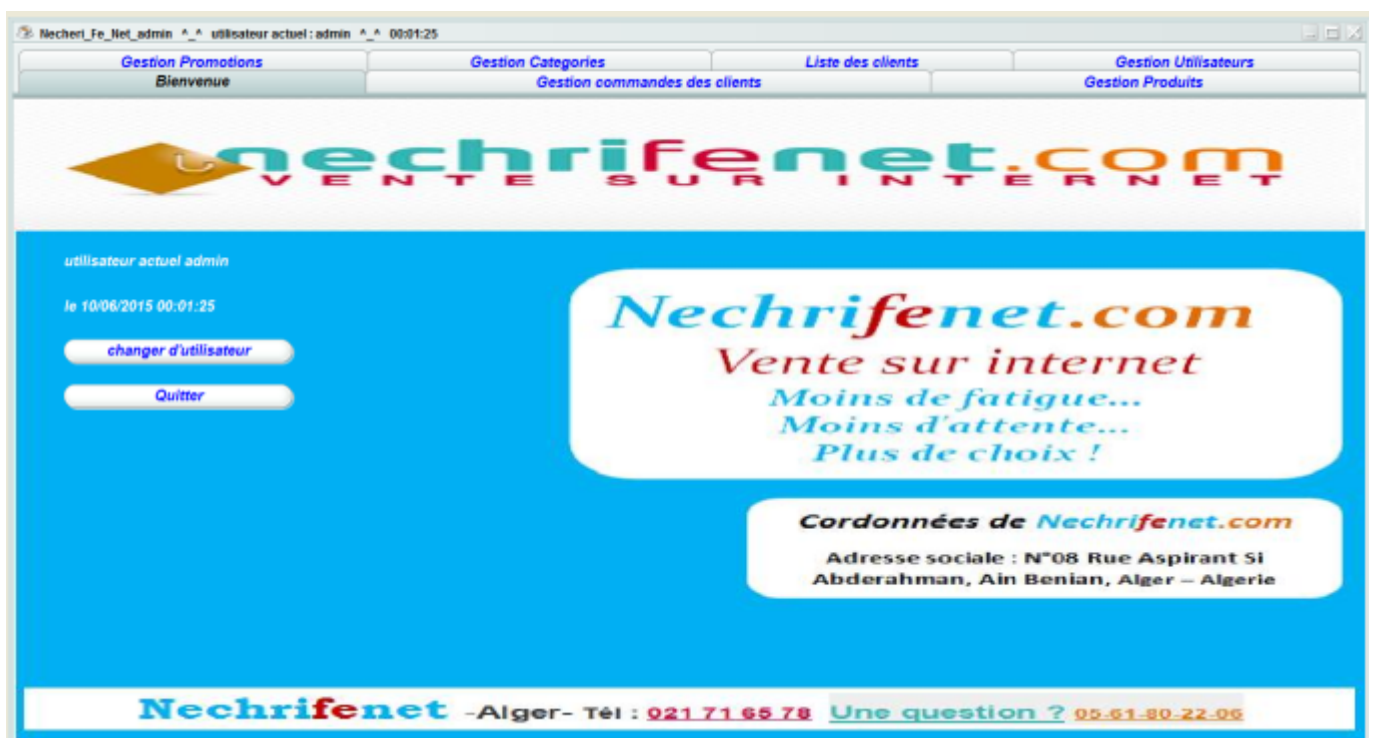 Necheri_Fe_Net_admin ^_^ utilisateur actuel : admin ^_^ 00:01:25
Gestion Promotions Gestion Categories Liste des clients Gestion Utilisateurs
Bienvenue Gestion commandes des clients Gestion Produits
nechrifenet.com
VENTE SUR INTERNET
utilisateur actuel admin
le 10/06/2015 00:01:25
changer d'utilisateur
Quitter
Nechrifenet.com
Vente sur internet
Moins de fatigue...
Moins d'attente...
Plus de choix !
Cordonnées de Nechrifenet.com
Adresse sociale : N°08 Rue Aspirant Si
Abderahman, Ain Benian, Alger – Algerie
Nechrifenet -Alger- Tél : 021 71 65 78 Une question ? 05-61-80-22-06